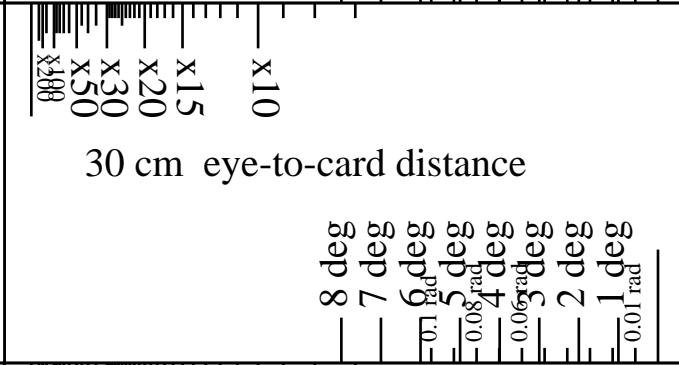 x200 x100 x50 x30 x20 x15 x10
30 cm eye-to-card distance
8 deg 7 deg 6 deg 5 deg 4 deg 3 deg 2 deg 1 deg
0.1 rad 0.08 rad 0.06 rad 0.01 rad